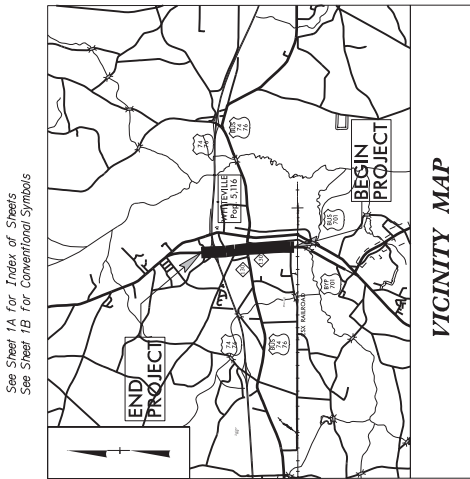 See Sheet 1A for Index of Sheets
See Sheet 1B for Conventional Symbols
END
PROJECT
74
76
BUS
74
76
WHITEVILLE
Pop. 5,116
74
76
BUS
74
76
CSX RAILROAD
BYP
701
BUS
701
BEGIN
PROJECT
VICINITY MAP